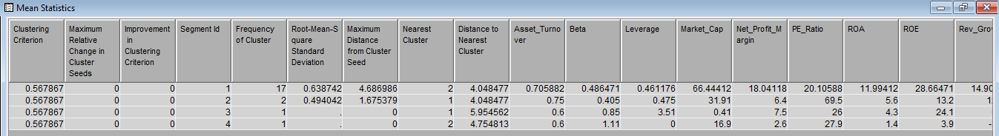 Mean Statistics
Clustering Criterion Maximum Relative Change in Cluster Seeds Improvement in Clustering Criterion Segment Id Frequency of Cluster Root-Mean-Square Standard Deviation Maximum Distance from Cluster Seed Nearest Cluster Distance to Nearest Cluster Asset_Turnover Beta Leverage Market_Cap Net_Profit_Margin PE_Ratio ROA ROE Rev_Grov
0.567867 0 0 1 17 0.638742 4.686986 2 4.048477 0.705882 0.486471 0.461176 66.44412 18.04118 20.10588 11.99412 28.66471 14.90
0.567867 0 0 2 2 0.494042 1.675379 1 4.048477 0.75 0.405 0.475 31.91 6.4 69.5 5.6 13.2
0.567867 0 0 3 1 . 0 1 5.954562 0.6 0.85 3.51 0.41 7.5 26 4.3 24.1
0.567867 0 0 4 1 . 0 2 4.754813 0.6 1.11 0 16.9 2.6 27.9 1.4 3.9 -